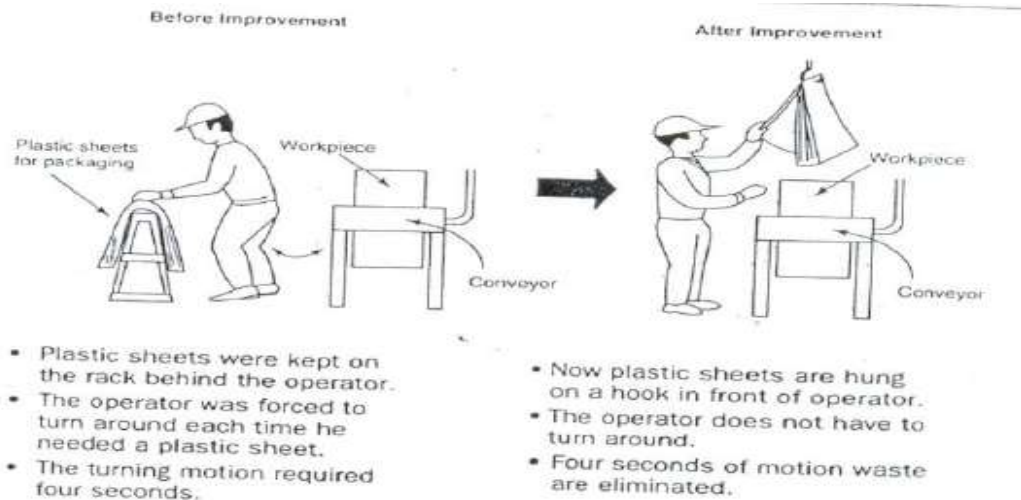 Before Improvement
Plastic sheets
for packaging
Workpiece
Conveyor
• Plastic sheets were kept on
the rack behind the operator.
• The operator was forced to
turn around each time he
needed a plastic sheet.
• The turning motion required
four seconds.
After Improvement
Workpiece
Conveyor
• Now plastic sheets are hung
on a hook in front of operator.
• The operator does not have to
turn around.
• Four seconds of motion waste
are eliminated.